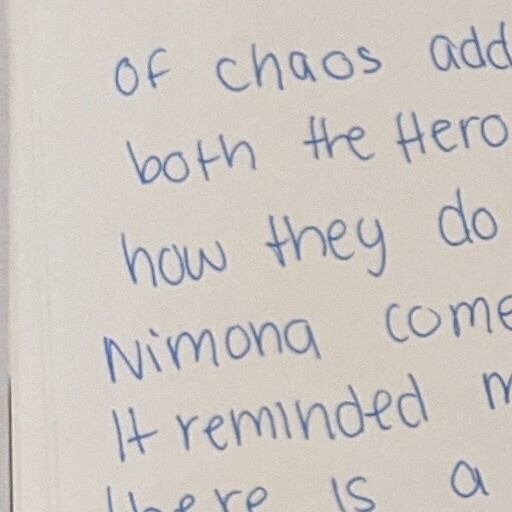 of chaos add
both the Hero
how they do
Nimona come
It reminded m
there is a